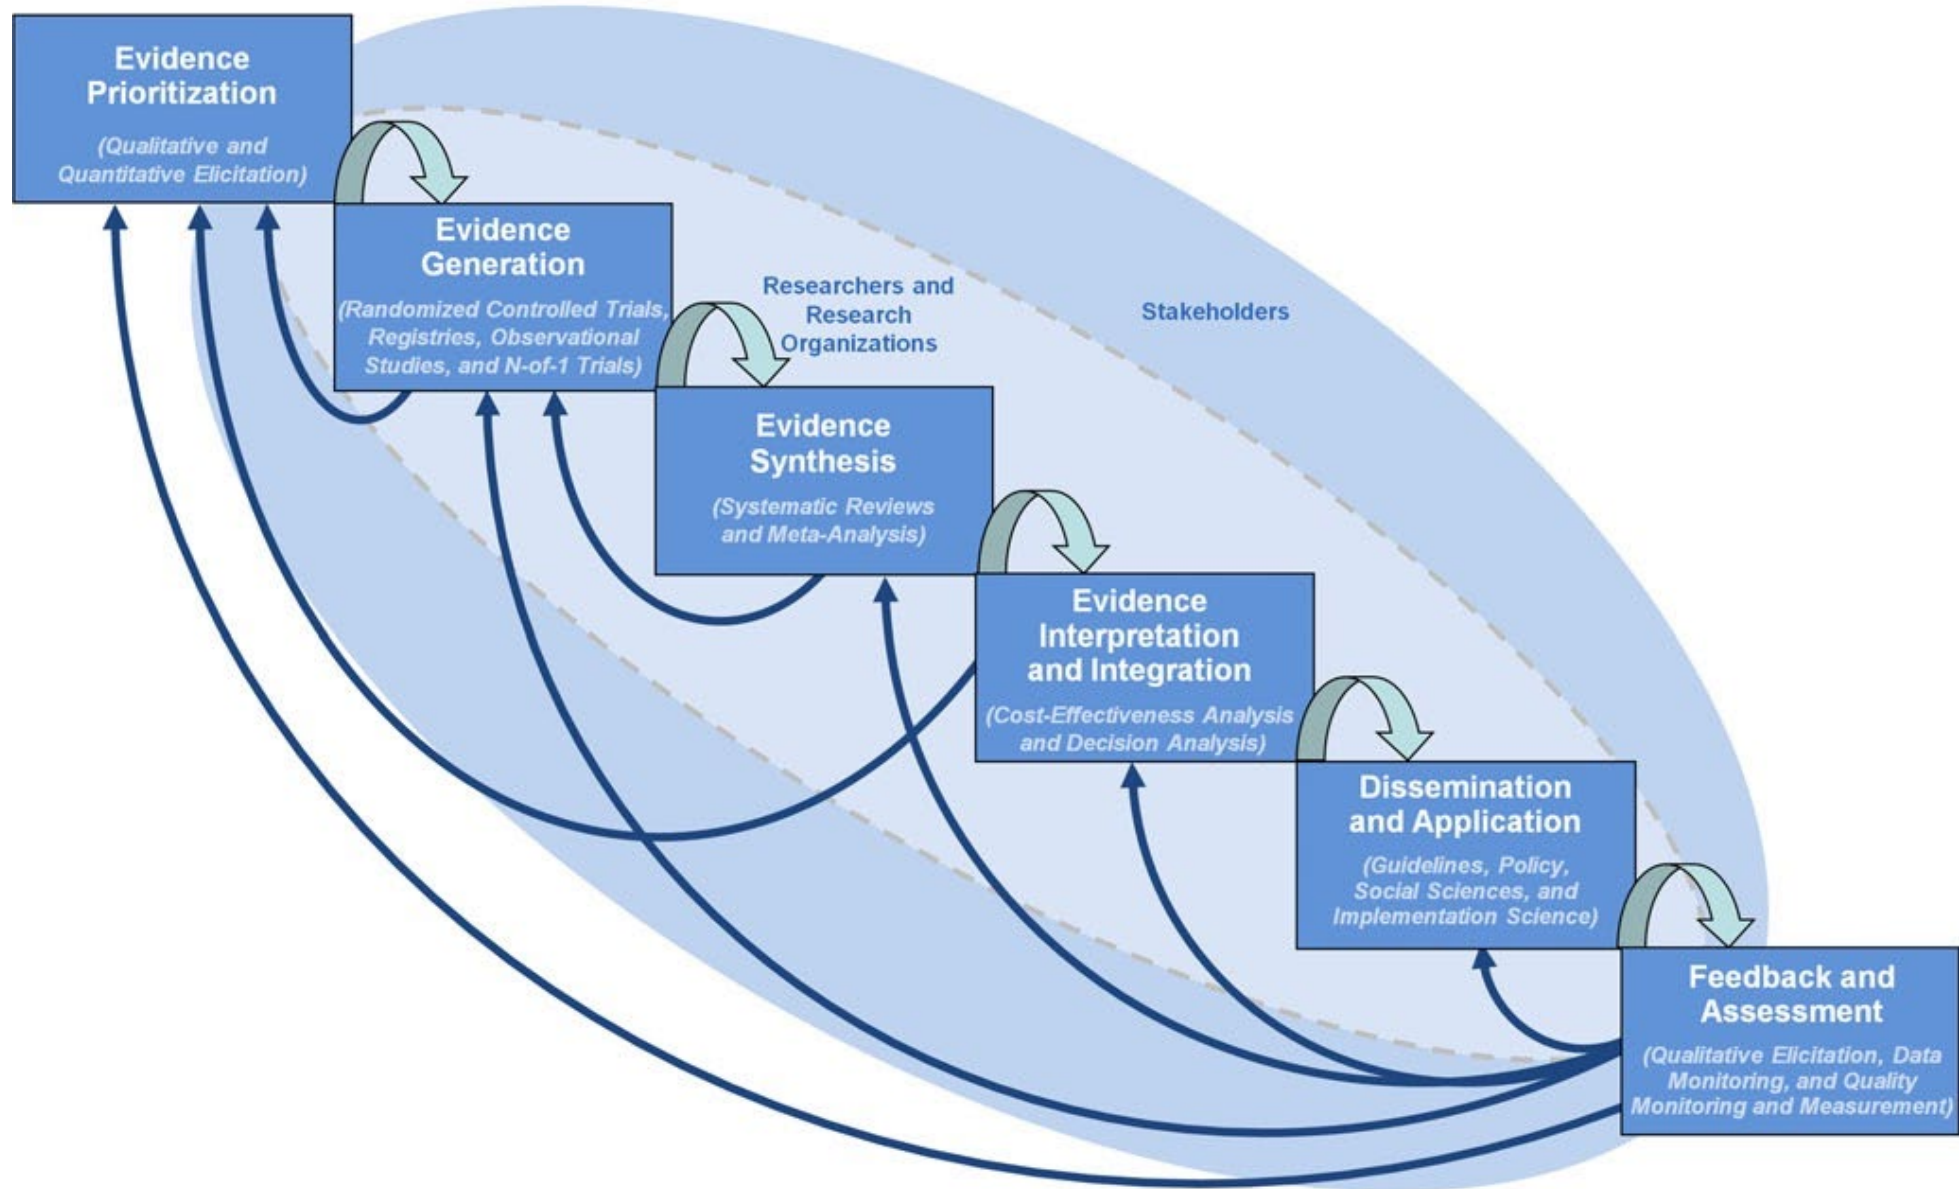 Evidence
Prioritization
(Qualitative and
Quantitative Elicitation)
Evidence
Generation
(Randomized Controlled Trials,
Registries, Observational
Studies, and N-of-1 Trials)
Researchers and
Research
Organizations
Stakeholders
Evidence
Synthesis
(Systematic Reviews
and Meta-Analysis)
Evidence
Interpretation
and Integration
(Cost-Effectiveness Analysis
and Decision Analysis)
Dissemination
and Application
(Guidelines, Policy,
Social Sciences, and
Implementation Science)
Feedback and
Assessment
(Qualitative Elicitation, Data
Monitoring, and Quality
Monitoring and Measurement)